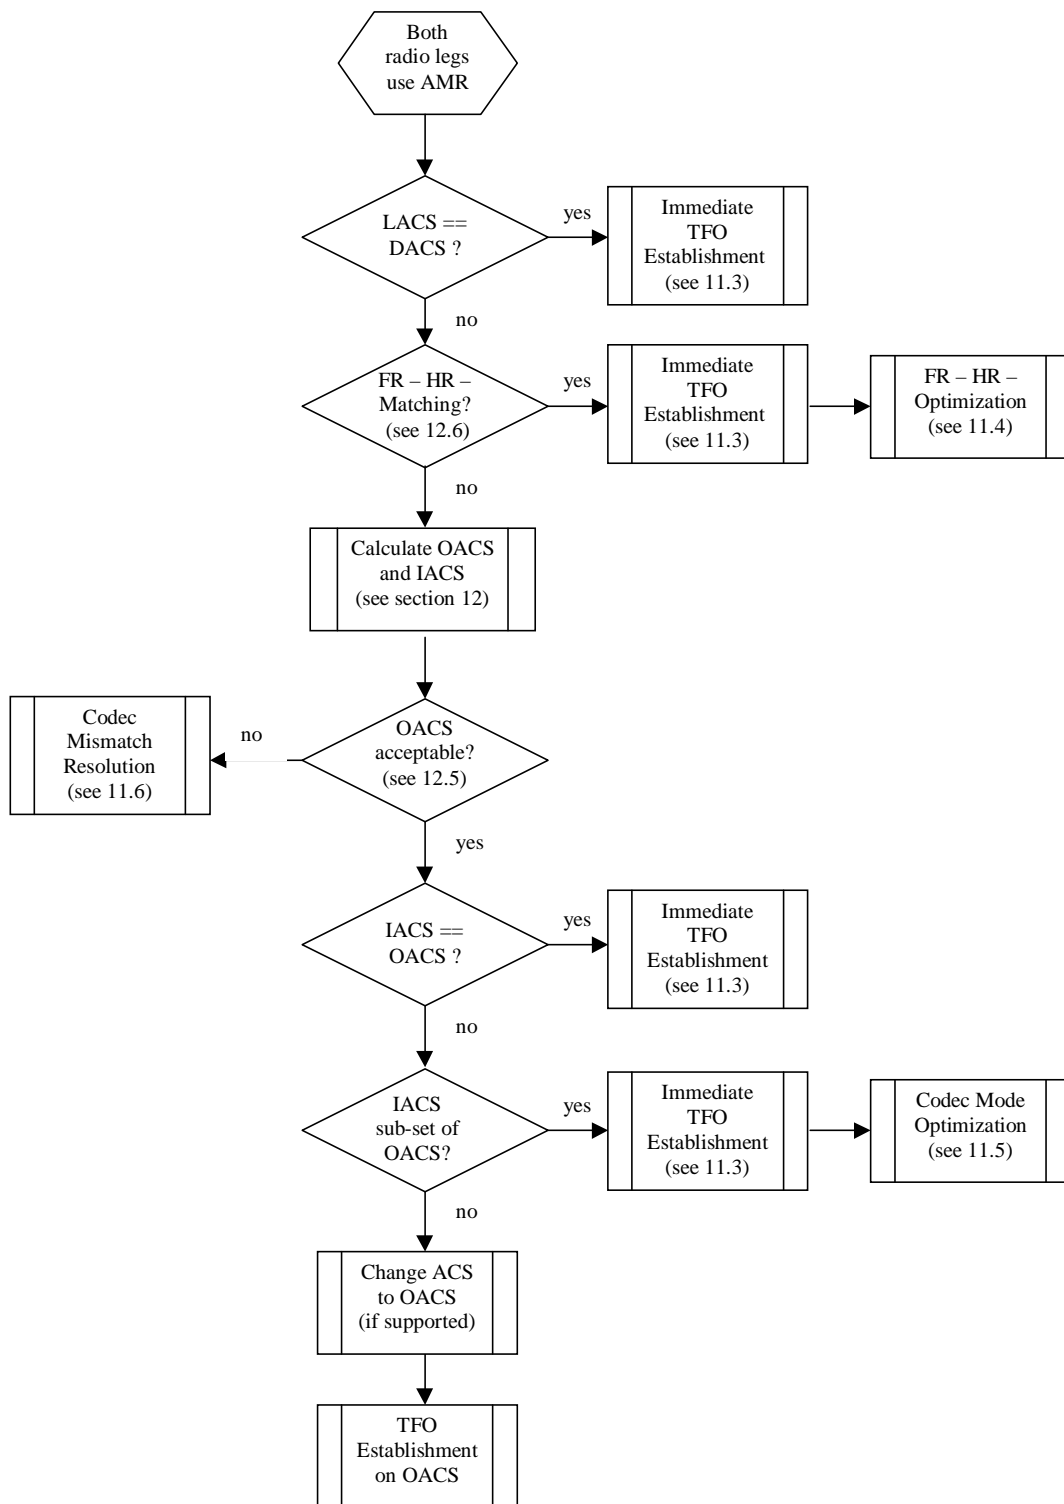 Both
radio legs
use AMR
LACS ==
DACS ?
yes
Immediate
TFO
Establishment
(see 11.3)
no
FR – HR –
Matching?
(see 12.6)
yes
Immediate
TFO
Establishment
(see 11.3)
FR – HR –
Optimization
(see 11.4)
no
Calculate OACS
and IACS
(see section 12)
OACS
acceptable?
(see 12.5)
no
Codec
Mismatch
Resolution
(see 11.6)
yes
IACS ==
OACS ?
yes
Immediate
TFO
Establishment
(see 11.3)
no
IACS
sub-set of
OACS?
yes
Immediate
TFO
Establishment
(see 11.3)
Codec Mode
Optimization
(see 11.5)
no
Change ACS
to OACS
(if supported)
TFO
Establishment
on OACS